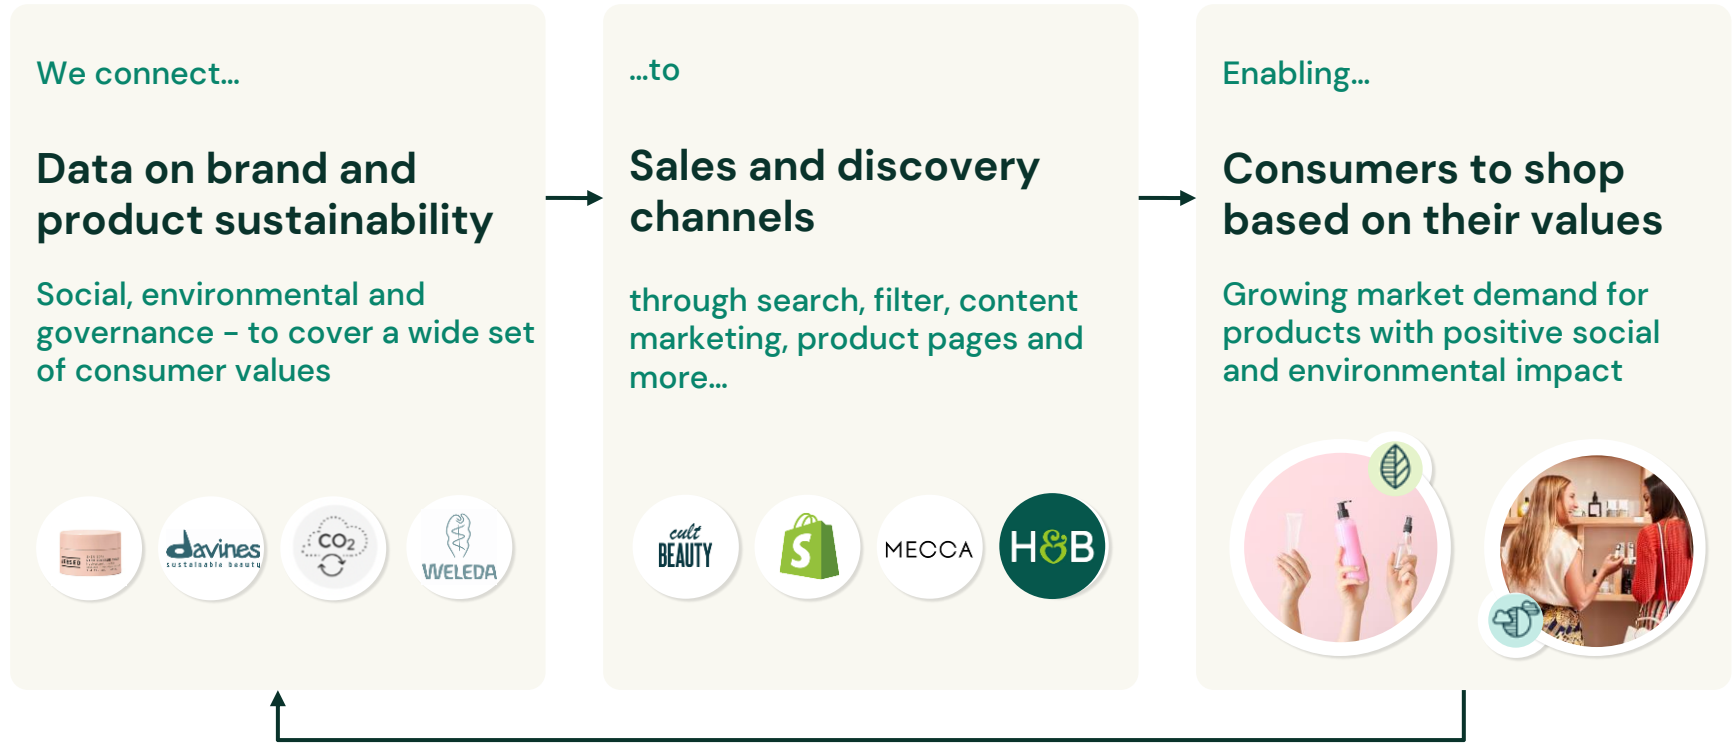 We connect...
Data on brand and
product sustainability
Social, environmental and
governance – to cover a wide set
of consumer values
davines
sustainable beauty
CO2
WELEDA
...to
Sales and discovery
channels
through search, filter, content
marketing, product pages and
more...
cult
BEAUTY
S
MECCA
H&B
Enabling...
Consumers to shop
based on their values
Growing market demand for
products with positive social
and environmental impact